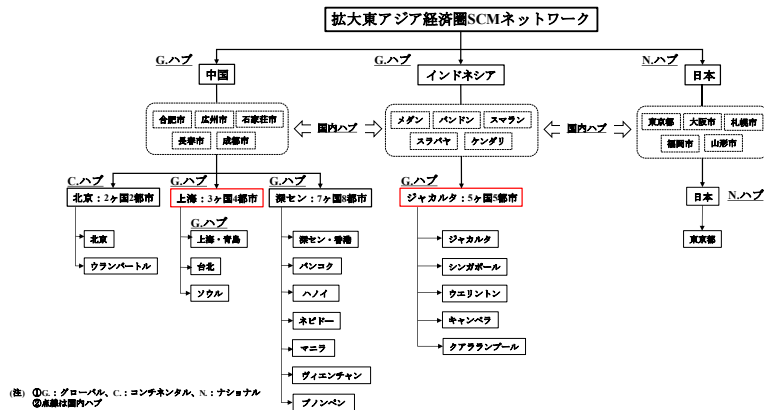 拡大東アジア経済圏SCMネットワーク
G.ハブ
G.ハブ
N.ハブ
中国
インドネシア
日本
合肥市
広州市
石家荘市
長春市
成都市
国内ハブ
メダン
バンドン
スマラン
スラバヤ
ケンダリ
国内ハブ
東京都
大阪市
札幌市
福岡市
山形市
C.ハブ
G.ハブ
G.ハブ
G.ハブ
北京:2ヶ国2都市
上海:3ヶ国4都市
深セン:7ヶ国8都市
ジャカルタ:5ヶ国5都市
日本
N.ハブ
北京
ウランバートル
G.ハブ
上海・青島
台北
ソウル
深セン・香港
バンコク
ハノイ
ネピドー
マニラ
ヴィエンチャン
プノンペン
ジャカルタ
シンガポール
ウエリントン
キャンベラ
クアラランプール
東京都
(注) ①G.:グローバル、C.:コンチネンタル、N.:ナショナル
②点線は国内ハブ